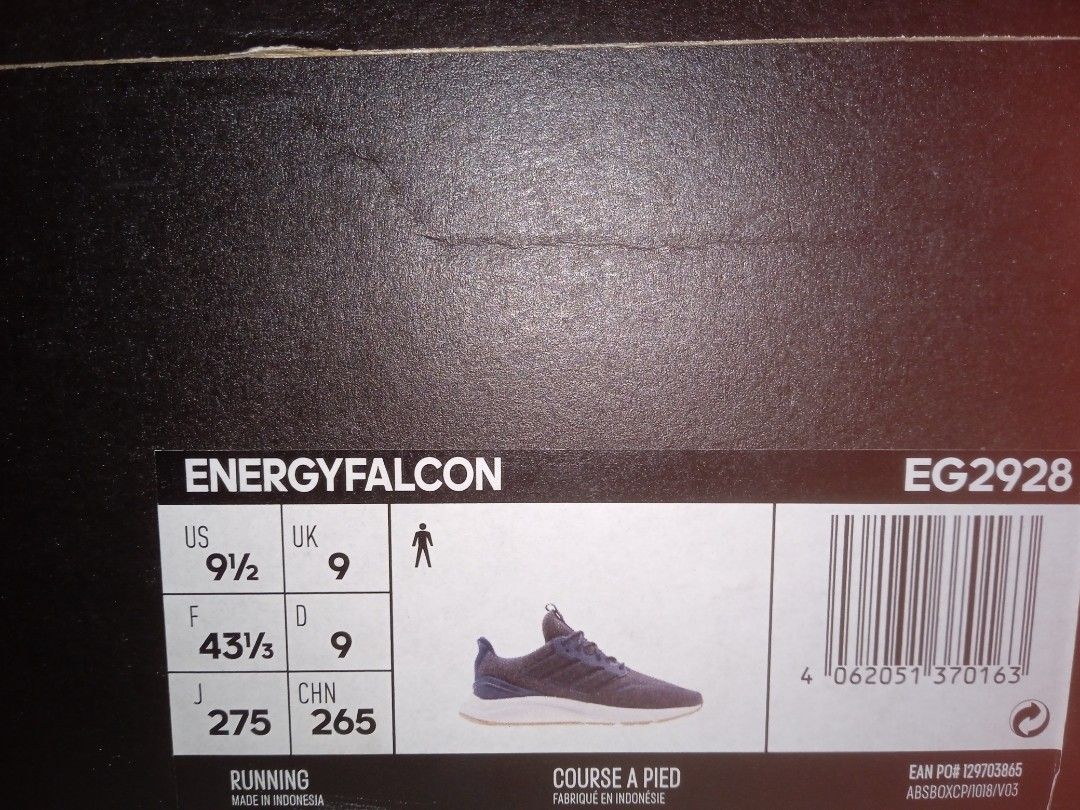 ENERGYFALCON EG2928
US 9½ UK 9
F 43⅓ D 9
J 275 CHN 265
4 062051 370163
RUNNING
MADE IN INDONESIA
COURSE A PIED
FABRIQUÉ EN INDONÉSIE
EAN PO# 129703865
ABSBOXCP/1018/V03